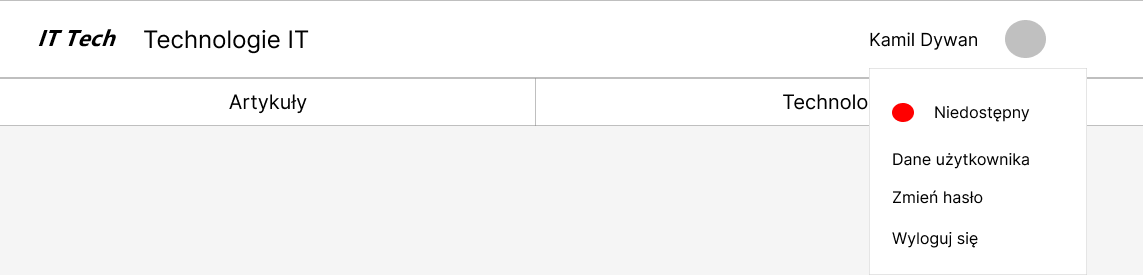 IT Tech Technologie IT Kamil Dywan
Artykuły Technolo
Niedostępny
Dane użytkownika
Zmień hasło
Wyloguj się